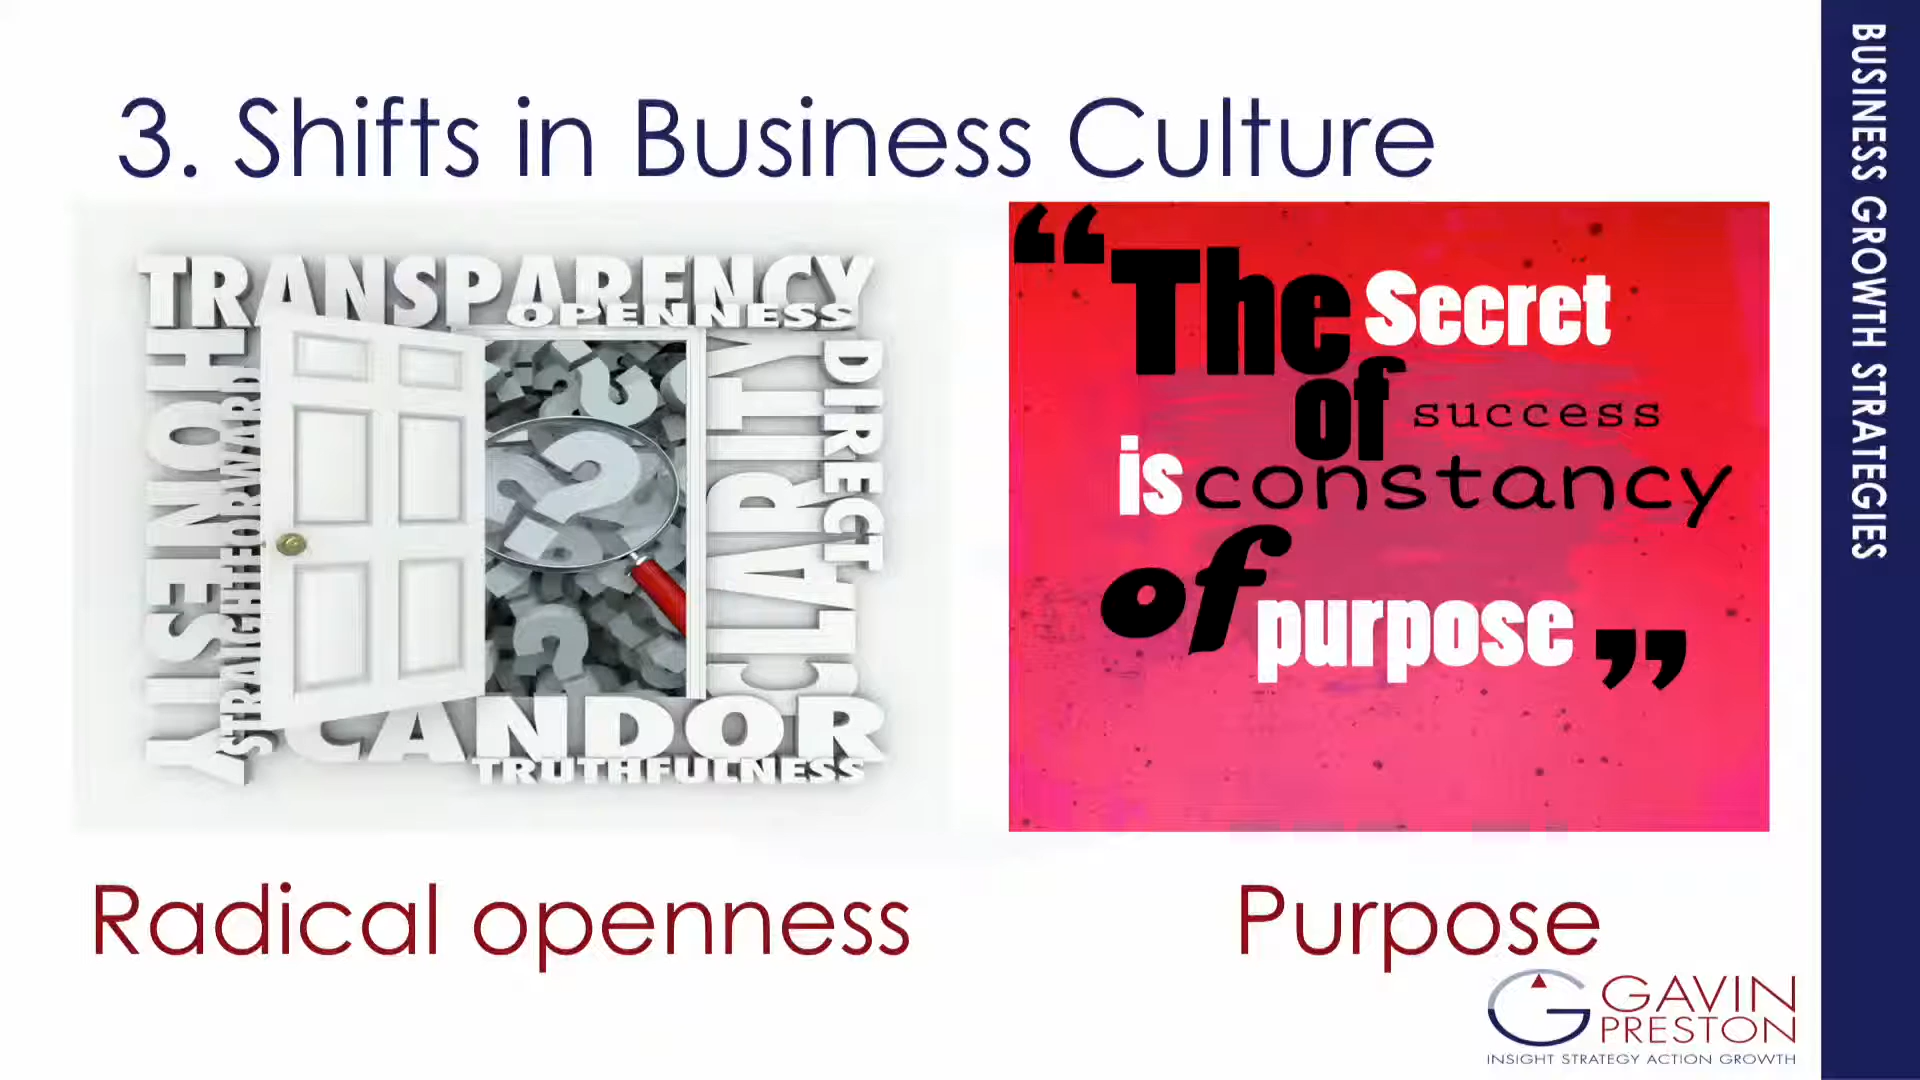 3. Shifts in Business Culture
TRANSPARENCY
OPENNESS
HONESTY
STRAIGHTFORWARD
CLARITY
DIRECT
CANDOR
TRUTHFULNESS
“The Secret
of success
is constancy
of purpose”
Radical openness
Purpose
GAVIN
PRESTON
INSIGHT STRATEGY ACTION GROWTH
BUSINESS GROWTH STRATEGIES